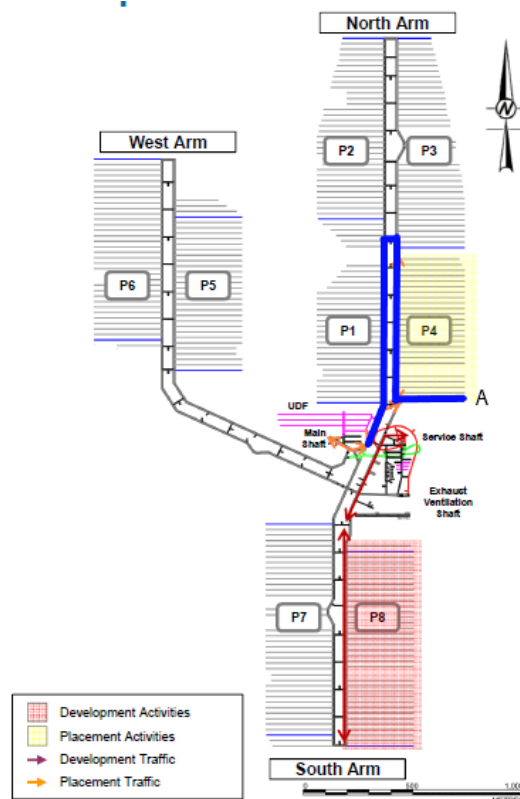 North Arm
N
West Arm
P2
P3
P6
P5
P1
P4
A
UDF
Main
Shaft
Service Shaft
Exhaust
Ventilation
Shaft
P7
P8
Development Activities
Placement Activities
Development Traffic
Placement Traffic
South Arm
500